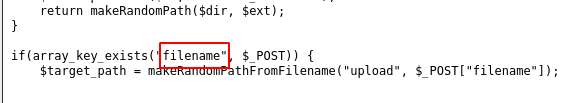 return makeRandomPath($dir, $ext);
}
if(array_key_exists("filename", $_POST)) {
$target_path = makeRandomPathFromFilename("upload", $_POST["filename"]);